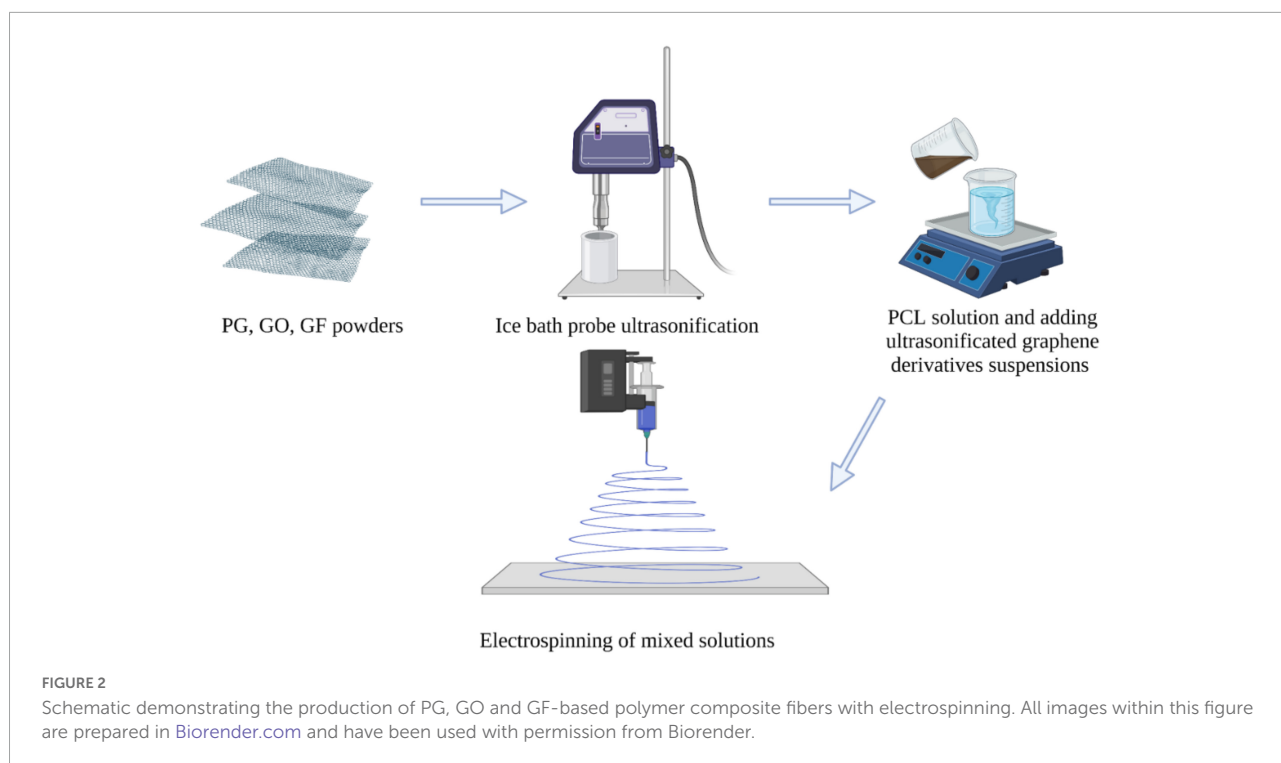 PG, GO, GF powders
Ice bath probe ultrasonification
PCL solution and adding
ultrasonificated graphene
derivatives suspensions
Electrospinning of mixed solutions
FIGURE 2
Schematic demonstrating the production of PG, GO and GF-based polymer composite fibers with electrospinning. All images within this figure
are prepared in Biorender.com and have been used with permission from Biorender.